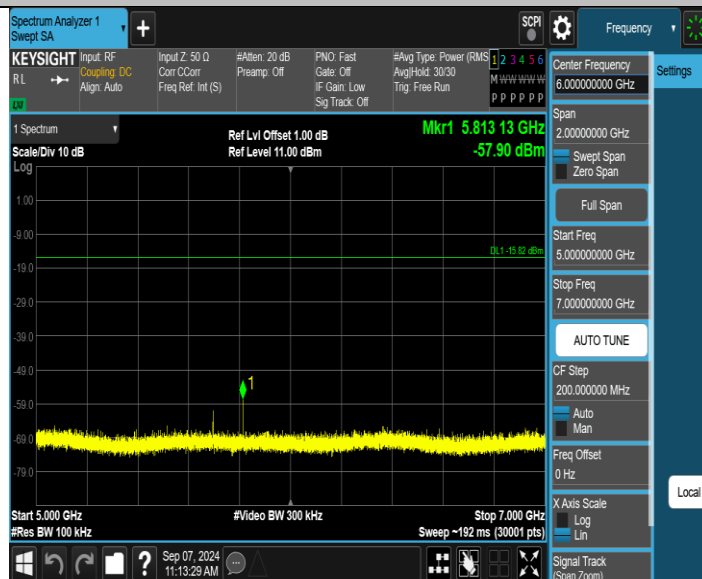 Spectrum Analyzer 1
Swept SA
+
SCPI
Frequency
KEYSIGHT
RL
LXI
Input: RF
Coupling: DC
Align: Auto
Input Z: 50 Ω
Corr CCorr
Freq Ref: Int (S)
#Atten: 20 dB
Preamp: Off
PNO: Fast
Gate: Off
IF Gain: Low
Sig Track: Off
#Avg Type: Power (RMS
Avg|Hold: 30/30
Trig: Free Run
1 2 3 4 5 6
M W W W W W
P P P P P P
1 Spectrum
Scale/Div 10 dB
Log
Ref Lvl Offset 1.00 dB
Ref Level 11.00 dBm
Mkr1 5.813 13 GHz
-57.90 dBm
1.00
-9.00
DL1 -15.82 dBm
-19.0
-29.0
-39.0
-49.0
1
-59.0
-69.0
-79.0
Start 5.000 GHz
#Res BW 100 kHz
#Video BW 300 kHz
Stop 7.000 GHz
Sweep ~192 ms (30001 pts)
?
Sep 07, 2024
11:13:29 AM
Center Frequency
6.000000000 GHz
Settings
Span
2.00000000 GHz
Swept Span
Zero Span
Full Span
Start Freq
5.000000000 GHz
Stop Freq
7.000000000 GHz
AUTO TUNE
CF Step
200.000000 MHz
Auto
Man
Freq Offset
0 Hz
X Axis Scale
Log
Lin
Local
Signal Track
(Span Zoom)